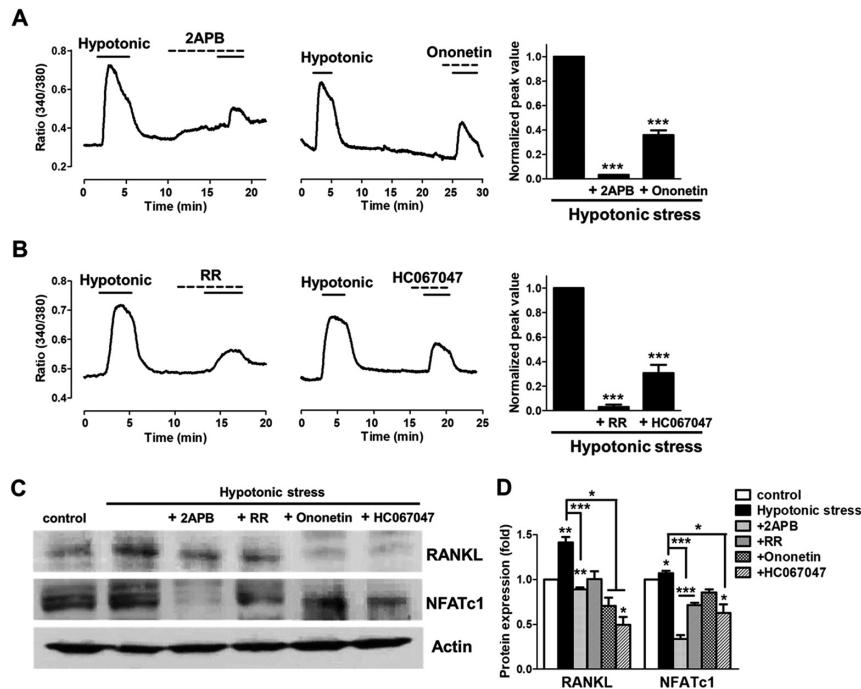 A
Hypotonic
2APB
Ratio (340/380)
0.8
0.6
0.4
0.2
0
5
10
15
20
Time (min)
Hypotonic
Ononetin
0
5
10
15
20
25
30
Time (min)
Normalized peak value
1.0
0.8
0.6
0.4
0.2
0.0
***
***
+ 2APB + Ononetin
Hypotonic stress
B
Hypotonic
RR
Ratio (340/380)
0.8
0.7
0.6
0.5
0.4
0
5
10
15
20
Time (min)
Hypotonic
HC067047
0
5
10
15
20
25
Time (min)
Normalized peak value
1.0
0.8
0.6
0.4
0.2
0.0
***
***
+ RR + HC067047
Hypotonic stress
C
Hypotonic stress
control + 2APB + RR + Ononetin + HC067047
RANKL
NFATc1
Actin
D
control
Hypotonic stress
+2APB
+RR
+Ononetin
+HC067047
Protein expression (fold)
1.5
1.0
0.5
0.0
*
***
**
**
*
*
***
*
***
*
RANKL NFATc1